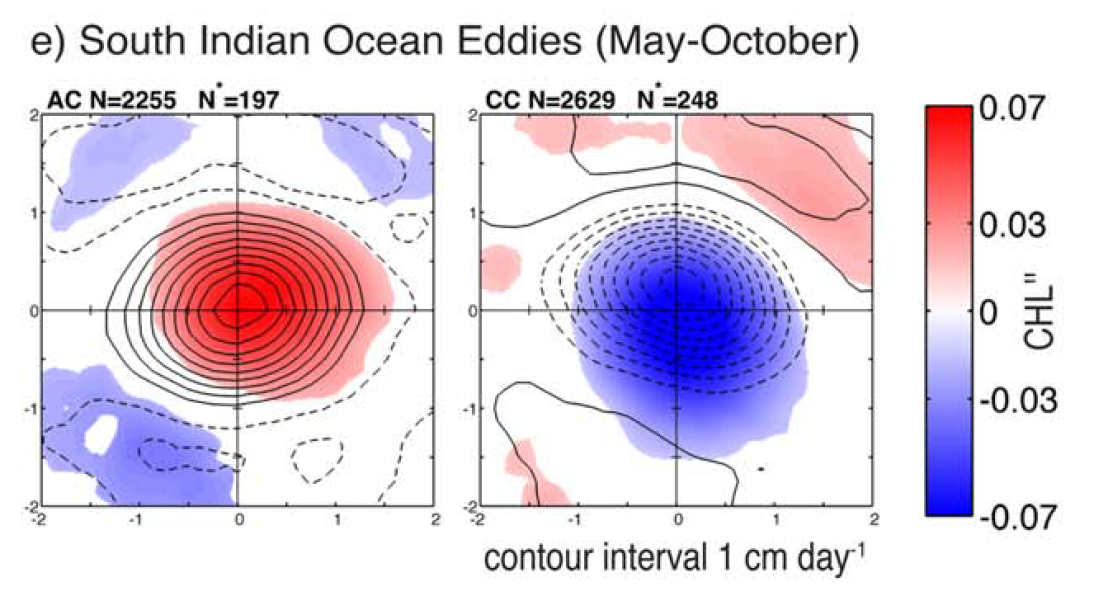 e) South Indian Ocean Eddies (May-October)
AC N=2255 N*=197
CC N=2629 N*=248
2
1
0
-1
-2
-2 -1 0 1 2
2
1
0
-1
-2
-2 -1 0 1 2
0.07
0.03
0
-0.03
-0.07
CHL"
contour interval 1 cm day-1